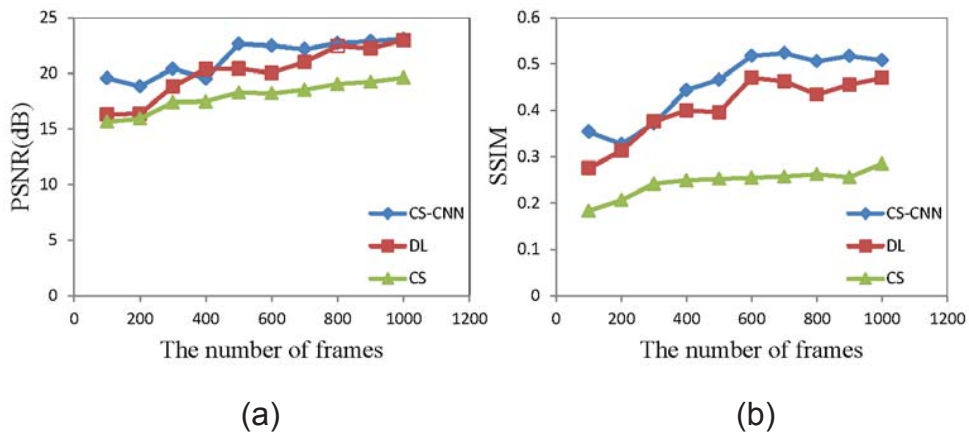 25
20
15
10
5
0
PSNR(dB)
CS-CNN
DL
CS
0 200 400 600 800 1000 1200
The number of frames
(a)
0.6
0.5
0.4
0.3
0.2
0.1
0
SSIM
CS-CNN
DL
CS
0 200 400 600 800 1000 1200
The number of frames
(b)